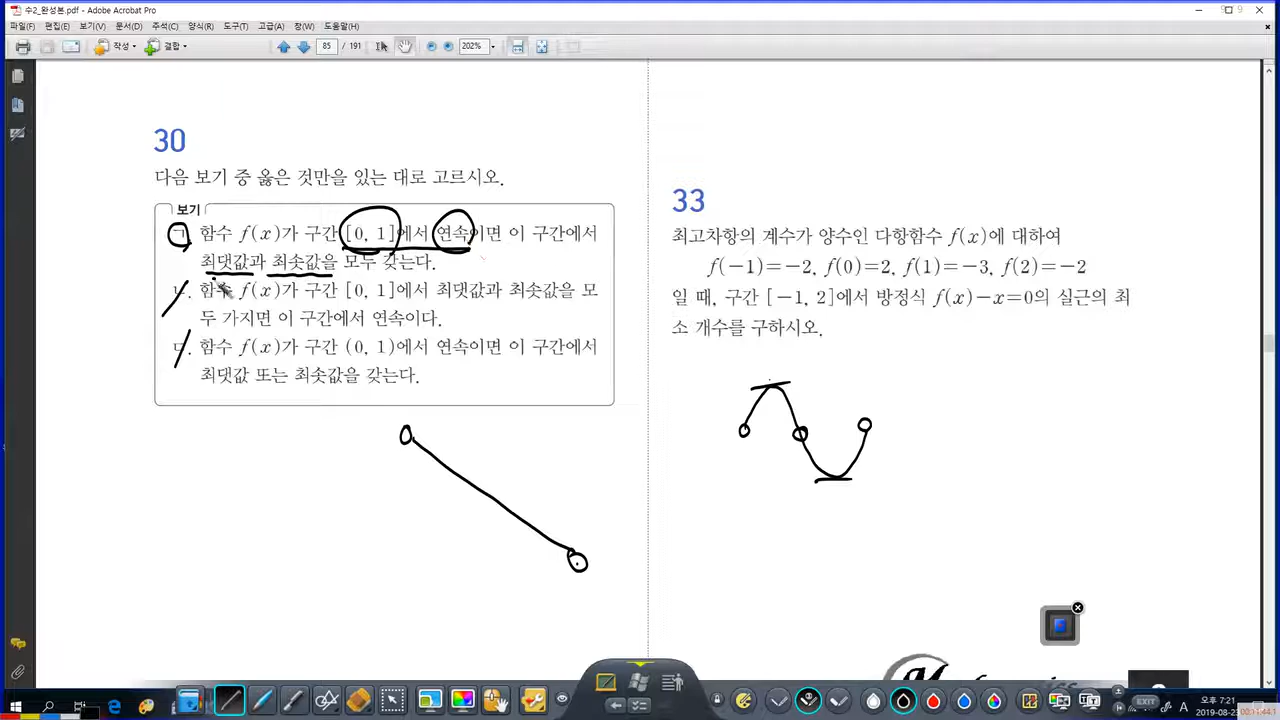 수2_완성본.pdf - Adobe Acrobat Pro
파일(F) 편집(E) 보기(V) 문서(D) 주석(C) 양식(R) 도구(T) 고급(A) 창(W) 도움말(H)
작성 결합 85 / 191 202%
30
다음 보기 중 옳은 것만을 있는 대로 고르시오.
보기
ㄱ. 함수 f(x)가 구간 [0, 1]에서 연속이면 이 구간에서
최댓값과 최솟값을 모두 갖는다.
ㄴ. 함수 f(x)가 구간 [0, 1]에서 최댓값과 최솟값을 모
두 가지면 이 구간에서 연속이다.
ㄷ. 함수 f(x)가 구간 (0, 1)에서 연속이면 이 구간에서
최댓값 또는 최솟값을 갖는다.
33
최고차항의 계수가 양수인 다항함수 f(x)에 대하여
f(-1)=-2, f(0)=2, f(1)=-3, f(2)=-2
일 때, 구간 [-1, 2]에서 방정식 f(x)-x=0의 실근의 최
소 개수를 구하시오.
EXIT
A
오후 7:21